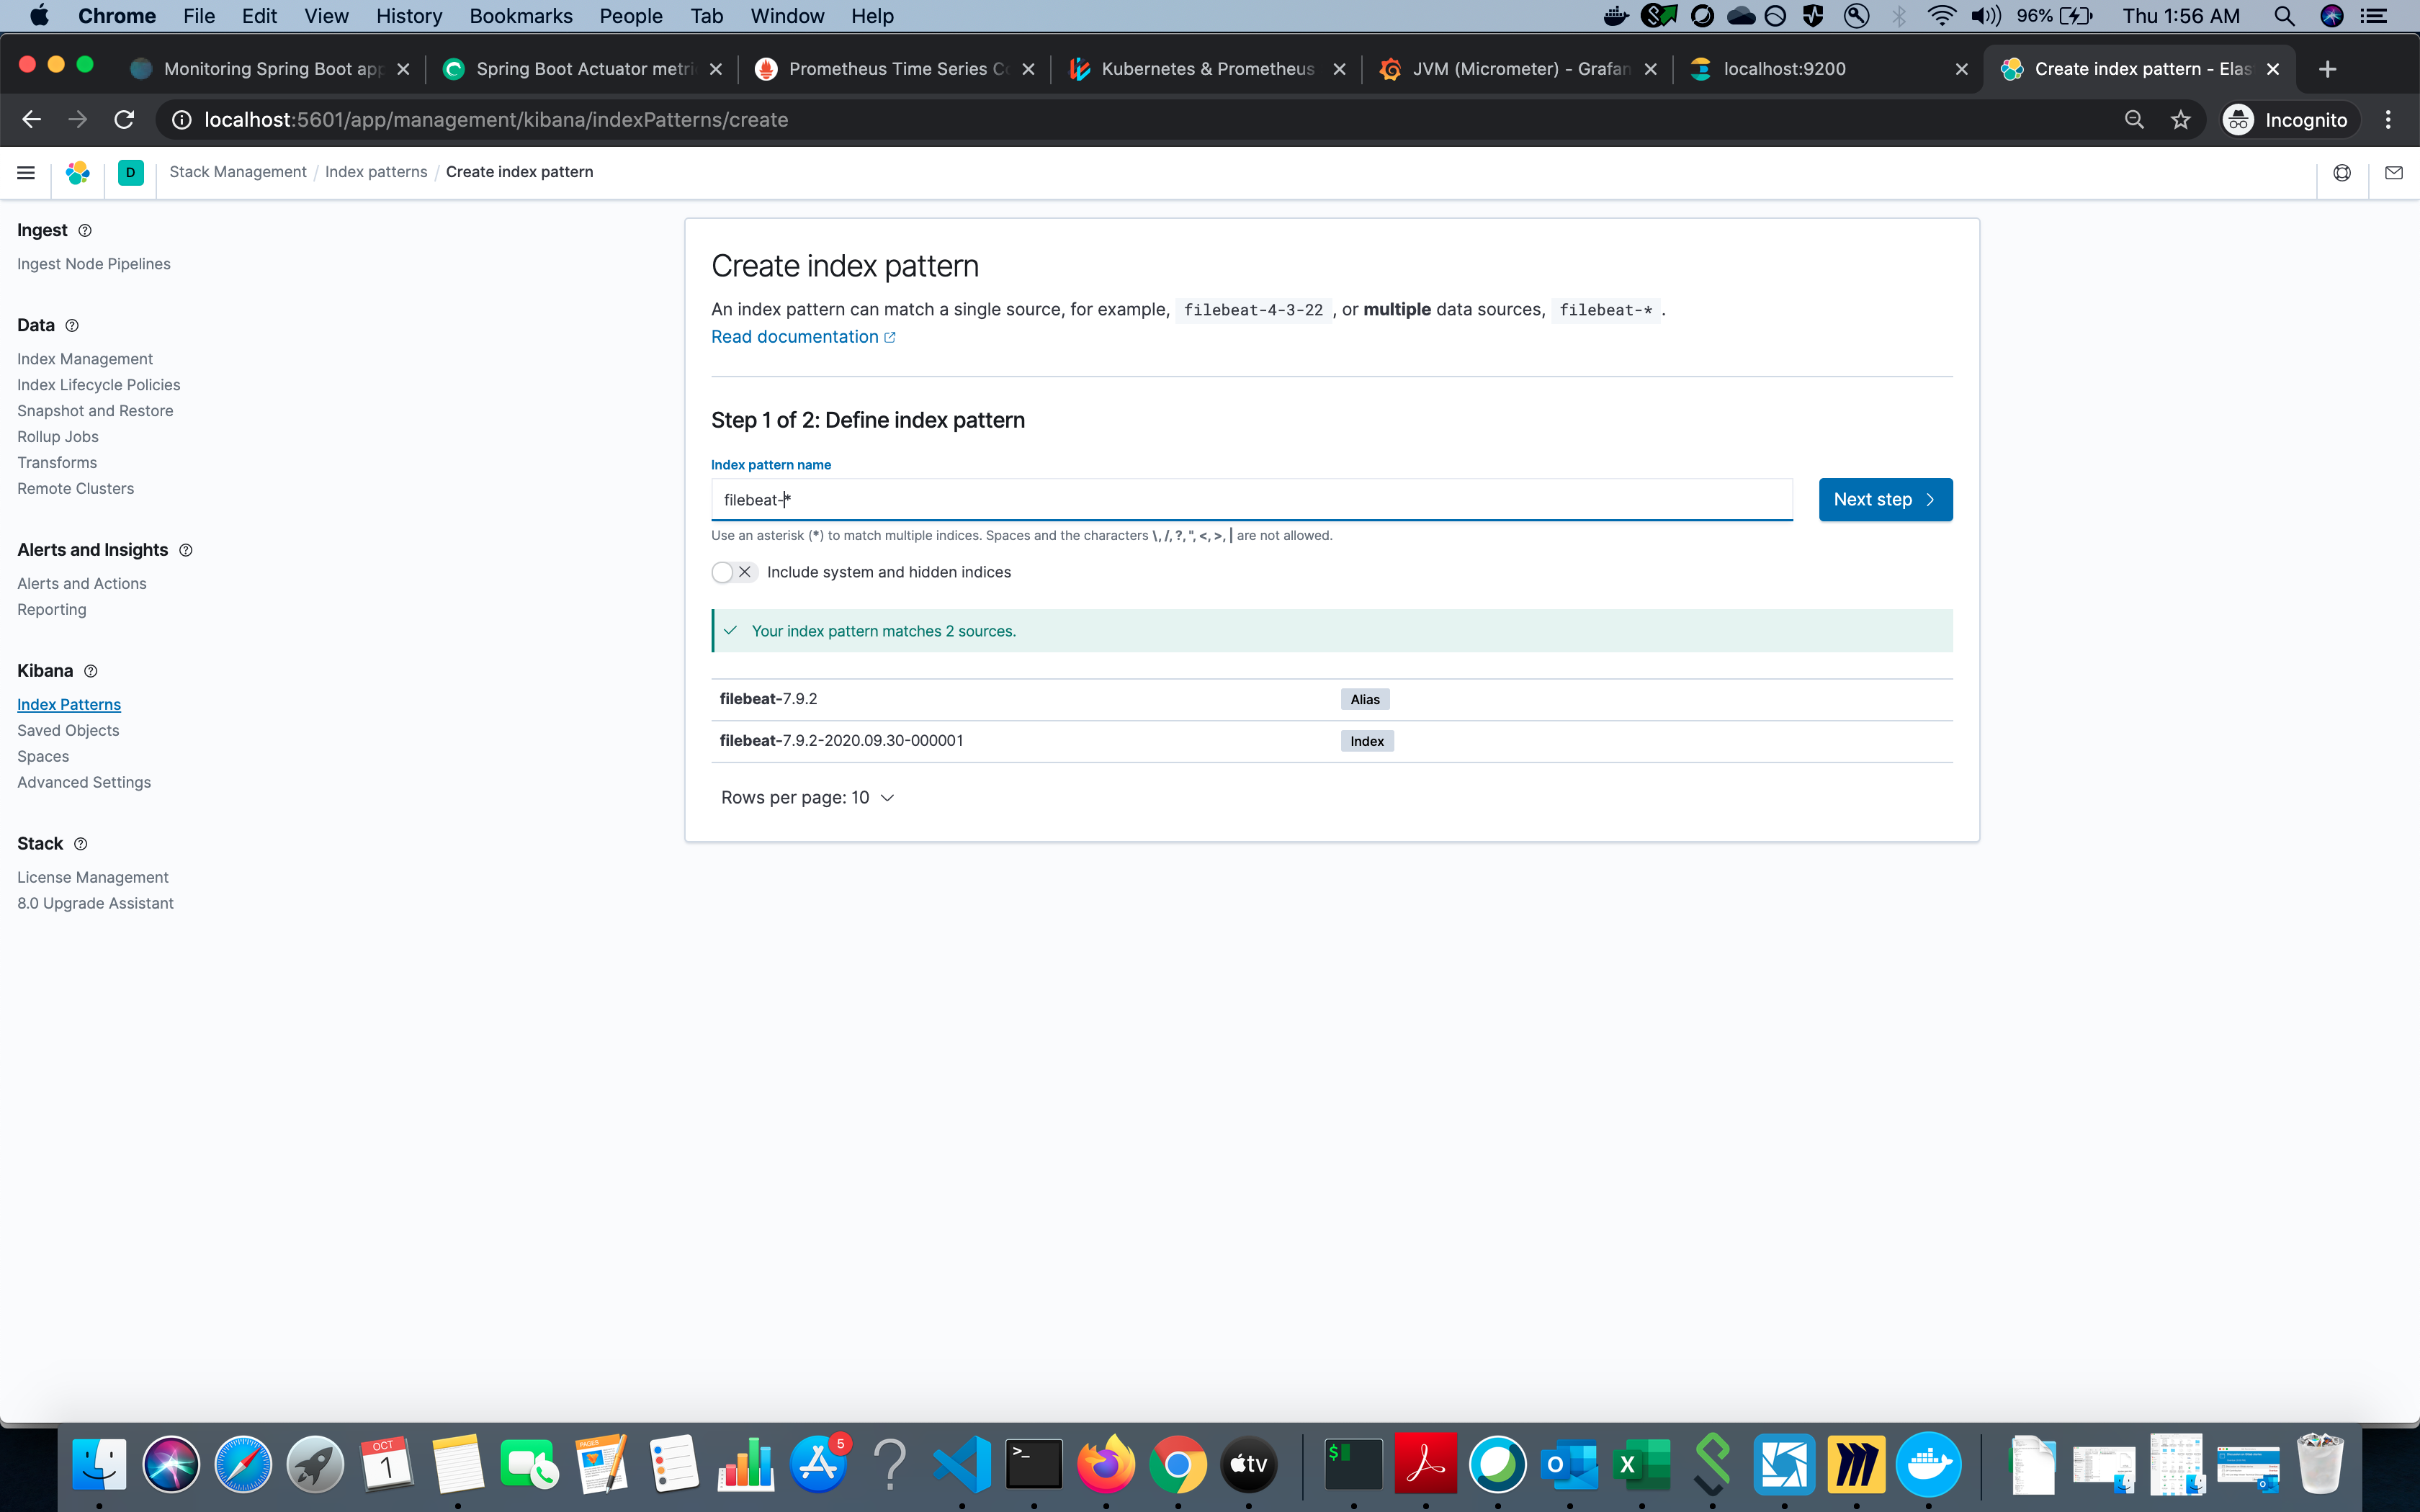 Chrome File Edit View History Bookmarks People Tab Window Help 96% Thu 1:56 AM
Monitoring Spring Boot app Spring Boot Actuator metri Prometheus Time Series Co Kubernetes & Prometheus JVM (Micrometer) - Grafan localhost:9200 Create index pattern - Elas
localhost:5601/app/management/kibana/indexPatterns/create Incognito
D Stack Management / Index patterns / Create index pattern
Ingest
Ingest Node Pipelines
Data
Index Management
Index Lifecycle Policies
Snapshot and Restore
Rollup Jobs
Transforms
Remote Clusters
Alerts and Insights
Alerts and Actions
Reporting
Kibana
Index Patterns
Saved Objects
Spaces
Advanced Settings
Stack
License Management
8.0 Upgrade Assistant
Create index pattern
An index pattern can match a single source, for example, filebeat-4-3-22 , or multiple data sources, filebeat-* .
Read documentation
Step 1 of 2: Define index pattern
Index pattern name
filebeat-*
Next step
Use an asterisk (*) to match multiple indices. Spaces and the characters \, /, ?, ", <, >, | are not allowed.
Include system and hidden indices
Your index pattern matches 2 sources.
filebeat-7.9.2 Alias
filebeat-7.9.2-2020.09.30-000001 Index
Rows per page: 10
OCT
1
PAGES
5
>_
tv
$
O
X